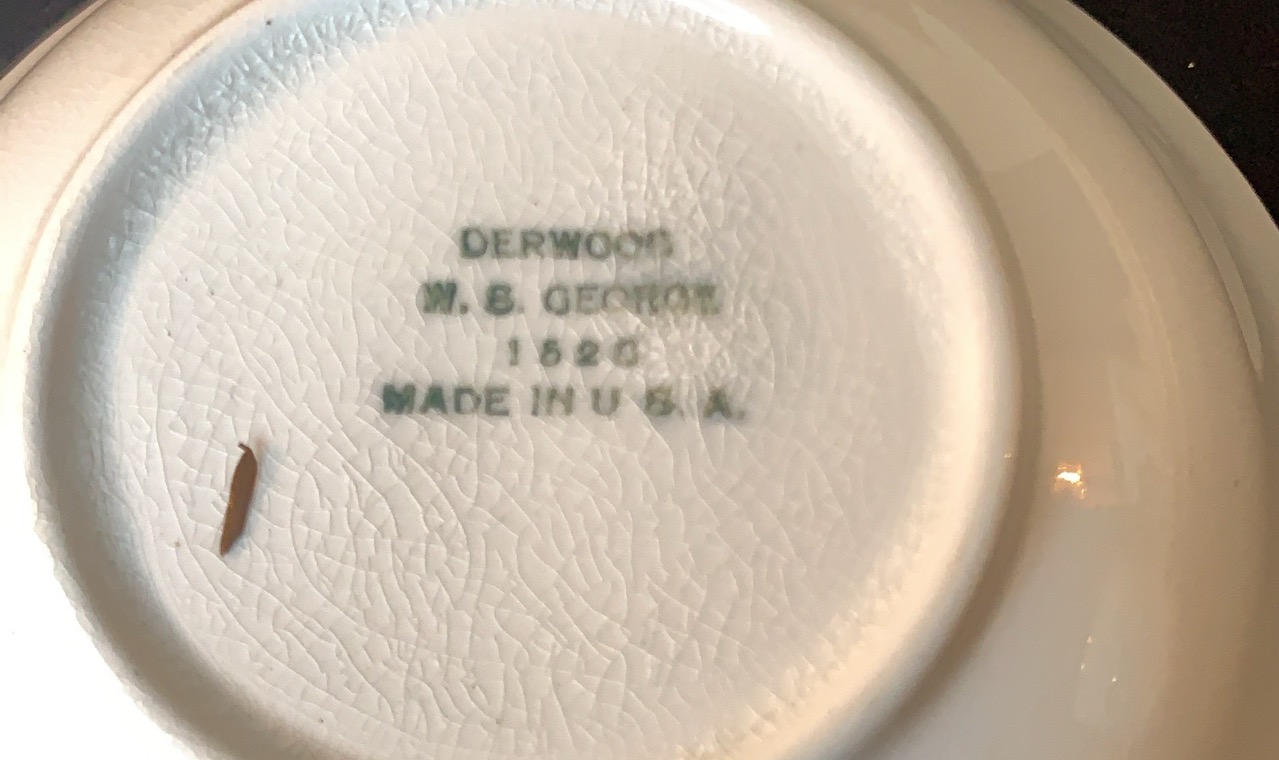 DERWOOD
W. S. GEORGE
MADE IN U. S. A.